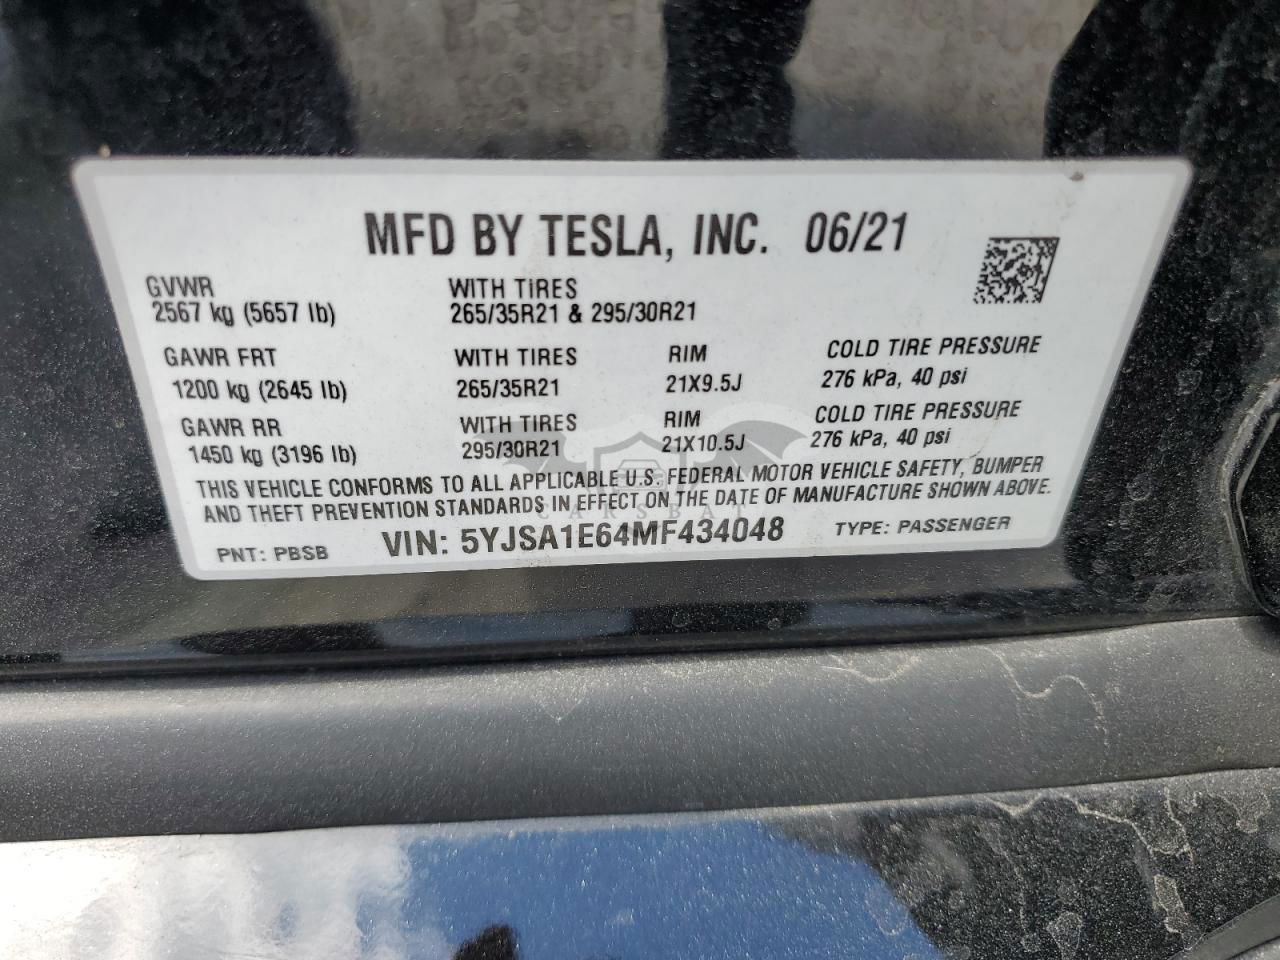 MFD BY TESLA, INC. 06/21
GVWR WITH TIRES
2567 kg (5657 lb) 265/35R21 & 295/30R21
GAWR FRT WITH TIRES RIM COLD TIRE PRESSURE
1200 kg (2645 lb) 265/35R21 21X9.5J 276 kPa, 40 psi
GAWR RR WITH TIRES RIM COLD TIRE PRESSURE
1450 kg (3196 lb) 295/30R21 21X10.5J 276 kPa, 40 psi
THIS VEHICLE CONFORMS TO ALL APPLICABLE U.S. FEDERAL MOTOR VEHICLE SAFETY, BUMPER
AND THEFT PREVENTION STANDARDS IN EFFECT ON THE DATE OF MANUFACTURE SHOWN ABOVE.
CARSBAT
PNT: PBSB VIN: 5YJSA1E64MF434048 TYPE: PASSENGER